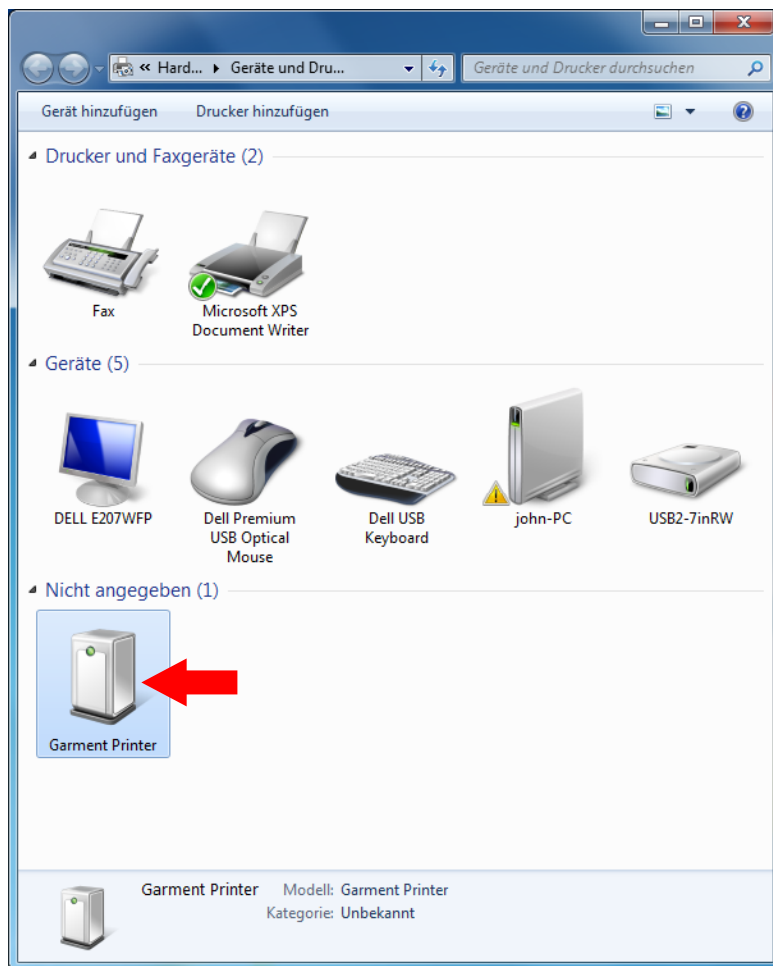 « Hard... ▸ Geräte und Dru...
Geräte und Drucker durchsuchen
Gerät hinzufügen Drucker hinzufügen
Drucker und Faxgeräte (2)
Fax
Microsoft XPS
Document Writer
Geräte (5)
DELL E207WFP
Dell Premium
USB Optical
Mouse
Dell USB
Keyboard
john-PC
USB2-7inRW
Nicht angegeben (1)
Garment Printer
Garment Printer Modell: Garment Printer
Kategorie: Unbekannt